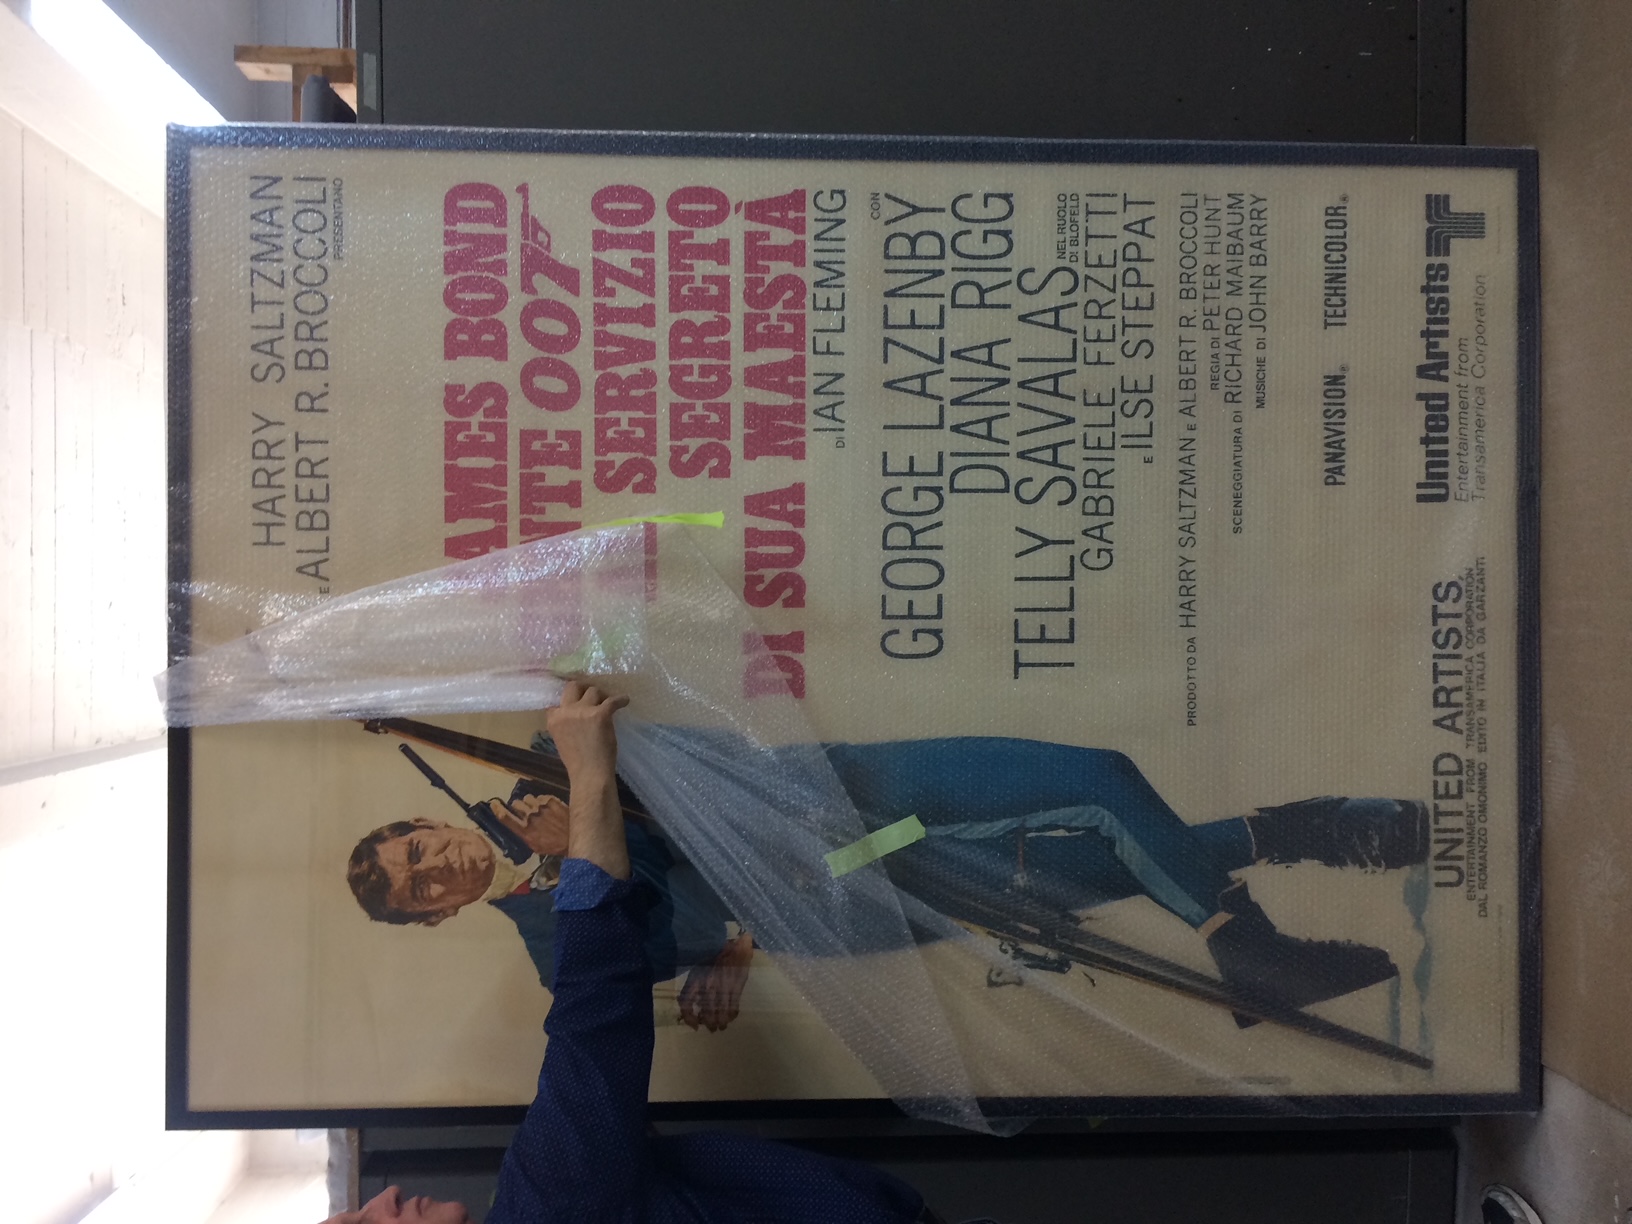 HARRY SALTZMAN
E ALBERT R. BROCCOLI
PRESENTANO
AMES BOND
NTE 007
SERVIZIO
SEGRETO
DI SUA MAESTÀ
DI IAN FLEMING
CON
GEORGE LAZENBY
DIANA RIGG
TELLY SAVALAS NEL RUOLO DI BLOFELD
GABRIELE FERZETTI
E ILSE STEPPAT
PRODOTTO DA HARRY SALTZMAN E ALBERT R. BROCCOLI
REGIA DI PETER HUNT
SCENEGGIATURA DI RICHARD MAIBAUM
MUSICHE DI JOHN BARRY
PANAVISION® TECHNICOLOR®
UNITED ARTISTS,
ENTERTAINMENT FROM TRANSAMERICA CORPORATION
DAL ROMANZO OMONIMO EDITO IN ITALIA DA GARZANTI
United Artists
Entertainment from
Transamerica Corporation